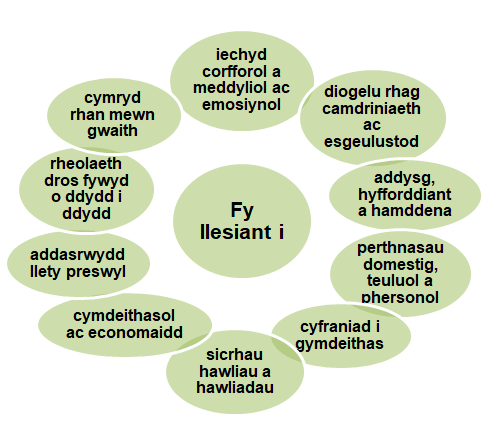 iechyd
corfforol a
meddyliol ac
emosiynol
diogelu rhag
camdriniaeth
ac
esgeulustod
addysg,
hyfforddiant
a hamddena
perthnasau
domestig,
teuluol a
phersonol
cyfraniad i
gymdeithas
sicrhau
hawliau a
hawliadau
cymdeithasol
ac economaidd
addasrwydd
llety preswyl
rheolaeth
dros fywyd
o ddydd i
ddydd
cymryd
rhan mewn
gwaith
Fy
llesiant i